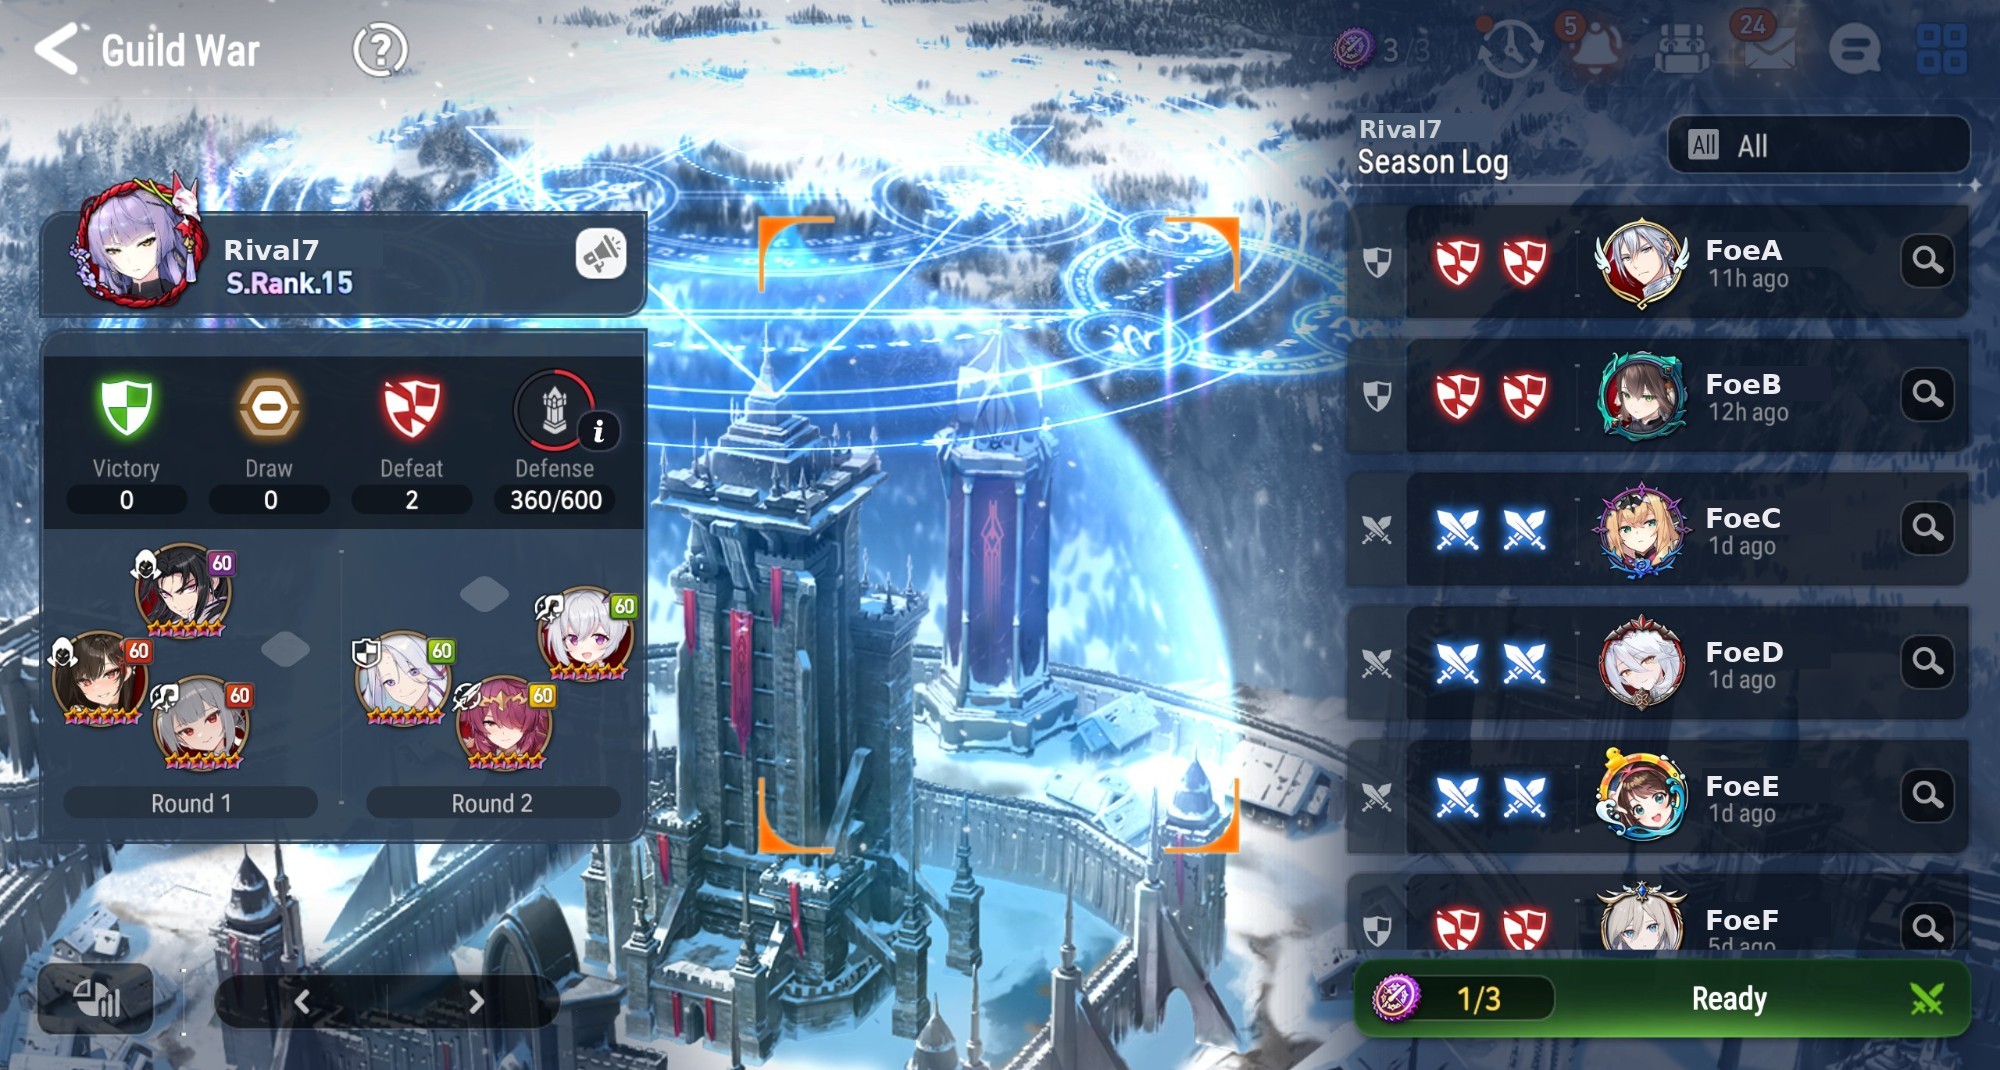 Guild War
?
3/3
5
24
Rival7
S.Rank.15
Victory
Draw
Defeat
Defense
i
0
0
2
360/600
60
60
60
60
60
60
Round 1
Round 2
Rival7
Season Log
All
All
FoeA
11h ago
FoeB
12h ago
FoeC
1d ago
FoeD
1d ago
FoeE
1d ago
FoeF
5d ago
1/3
Ready